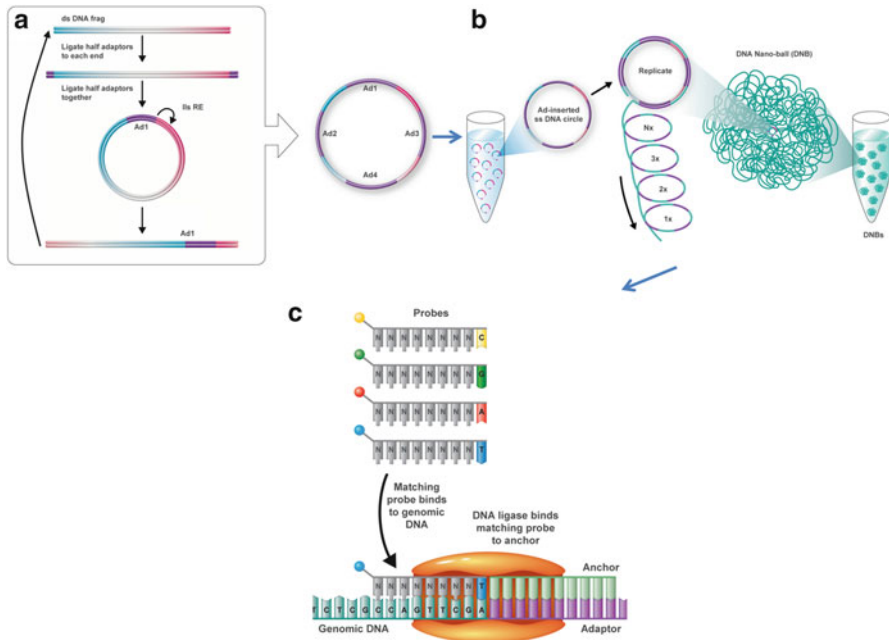 a
ds DNA frag
Ligate half adaptors
to each end
Ligate half adaptors
together
IIs RE
Ad1
Ad1
Ad1
Ad2
Ad3
Ad4
b
Ad-inserted
ss DNA circle
Replicate
Nx
3x
2x
1x
DNA Nano-ball (DNB)
DNBs
c
Probes
N N N N N N N N C
N N N N N N N N G
N N N N N N N N A
N N N N N N N N T
Matching
probe binds
to genomic
DNA
DNA ligase binds
matching probe
to anchor
Anchor
N N N N N N N N T
T C T C G C C A G T T C G A
Genomic DNA
Adaptor